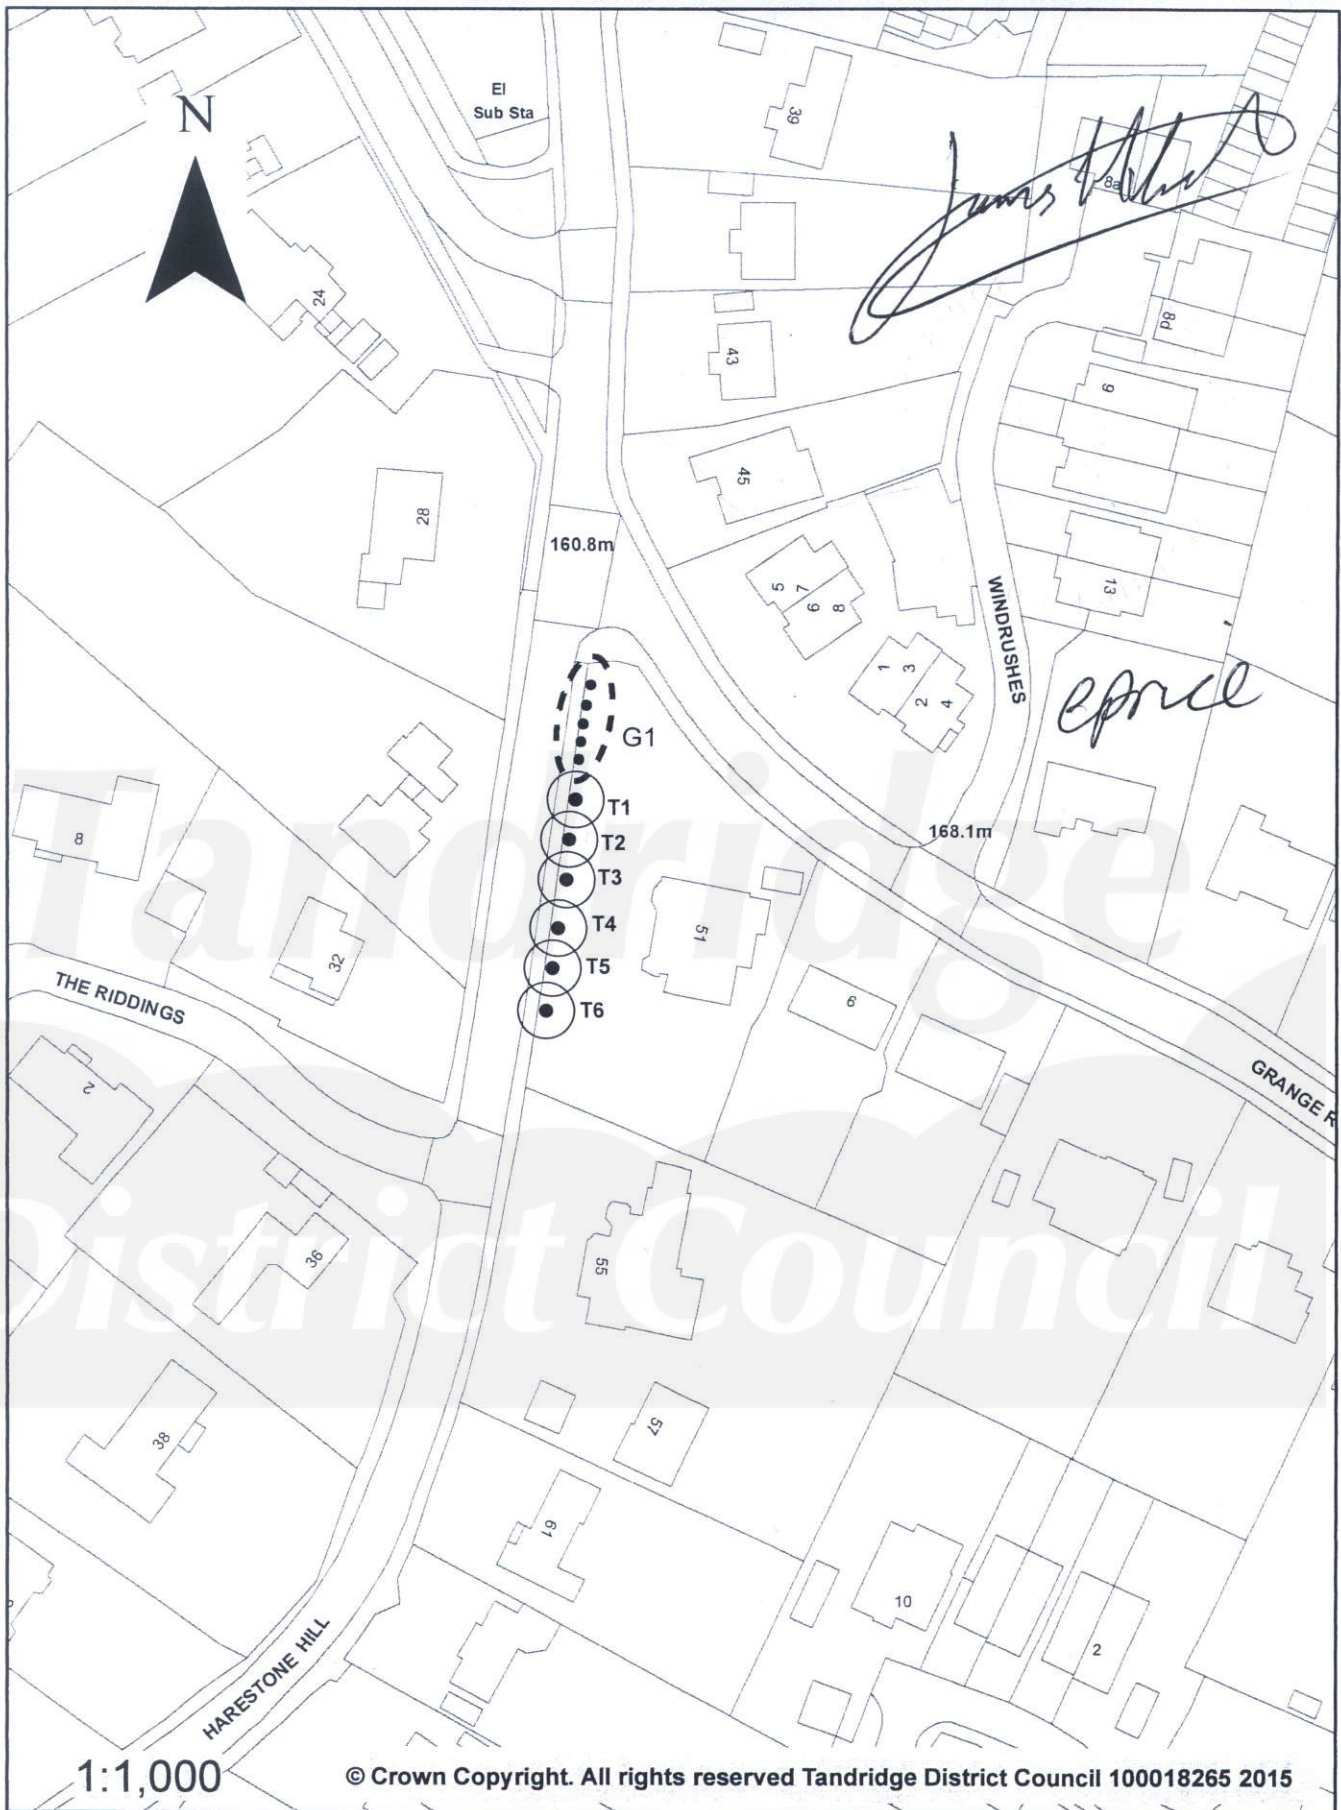 El
Sub Sta
N
39
8a
24
8d
43
9
45
28
160.8m
5
7
6
8
13
WINDRUSHES
1
3
2
4
G1
T1
T2
T3
T4
T5
T6
8
168.1m
51
32
THE RIDDINGS
6
2
GRANGE R
36
55
Tandridge
District Council
38
57
61
10
2
HARESTONE HILL
1:1,000
© Crown Copyright. All rights reserved Tandridge District Council 100018265 2015